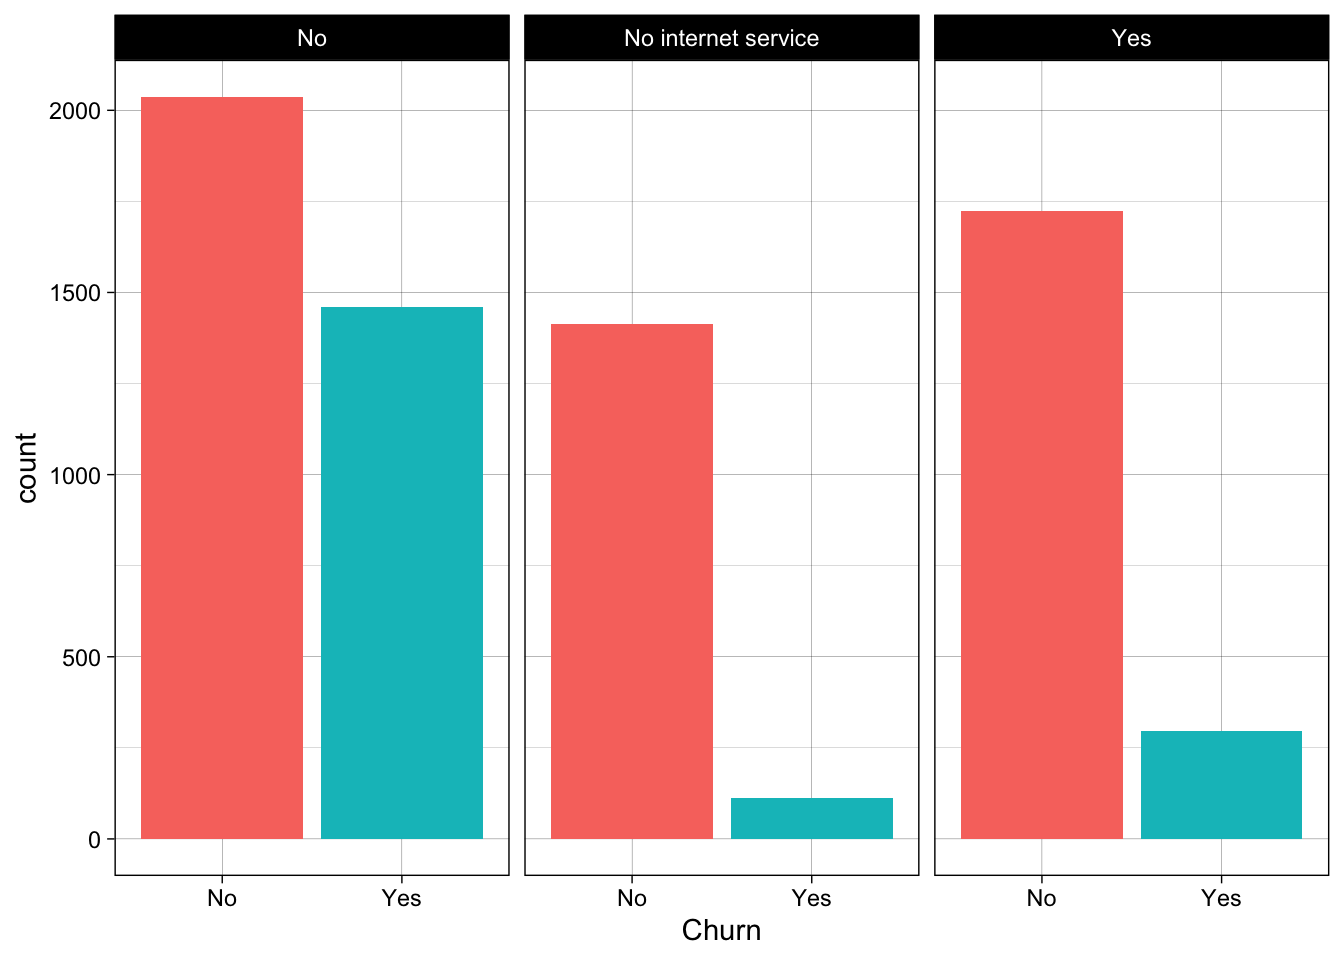 No
No internet service
Yes
2000
1500
1000
500
0
count
No
Yes
No
Yes
No
Yes
Churn